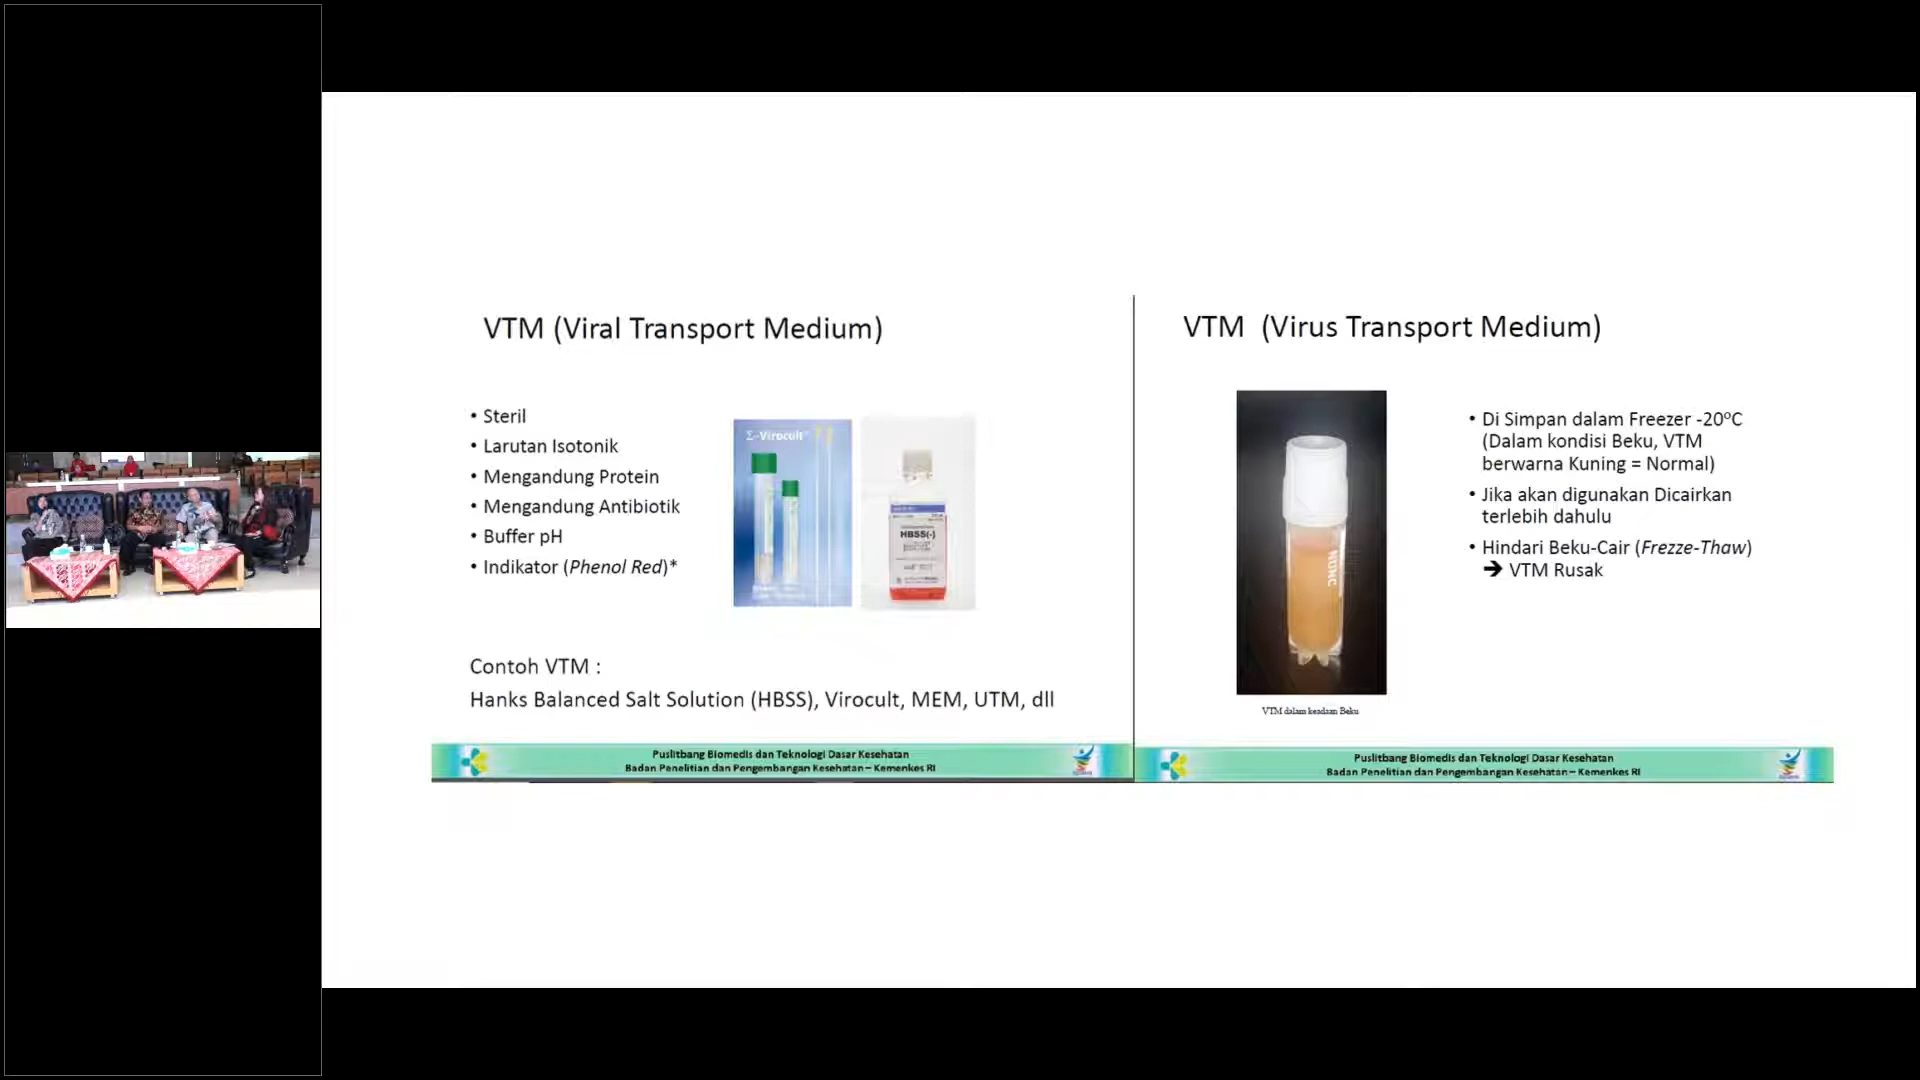 VTM (Viral Transport Medium)
• Steril
• Larutan Isotonik
• Mengandung Protein
• Mengandung Antibiotik
• Buffer pH
• Indikator (Phenol Red)*
Σ-Virocult
HBSS(-)
Contoh VTM :
Hanks Balanced Salt Solution (HBSS), Virocult, MEM, UTM, dll
Puslitbang Biomedis dan Teknologi Dasar Kesehatan
Badan Penelitian dan Pengembangan Kesehatan – Kemenkes RI
VTM (Virus Transport Medium)
NUNC
VTM dalam keadaan Beku
• Di Simpan dalam Freezer -20ºC
(Dalam kondisi Beku, VTM
berwarna Kuning = Normal)
• Jika akan digunakan Dicairkan
terlebih dahulu
• Hindari Beku-Cair (Frezze-Thaw)
➔ VTM Rusak
Puslitbang Biomedis dan Teknologi Dasar Kesehatan
Badan Penelitian dan Pengembangan Kesehatan – Kemenkes RI